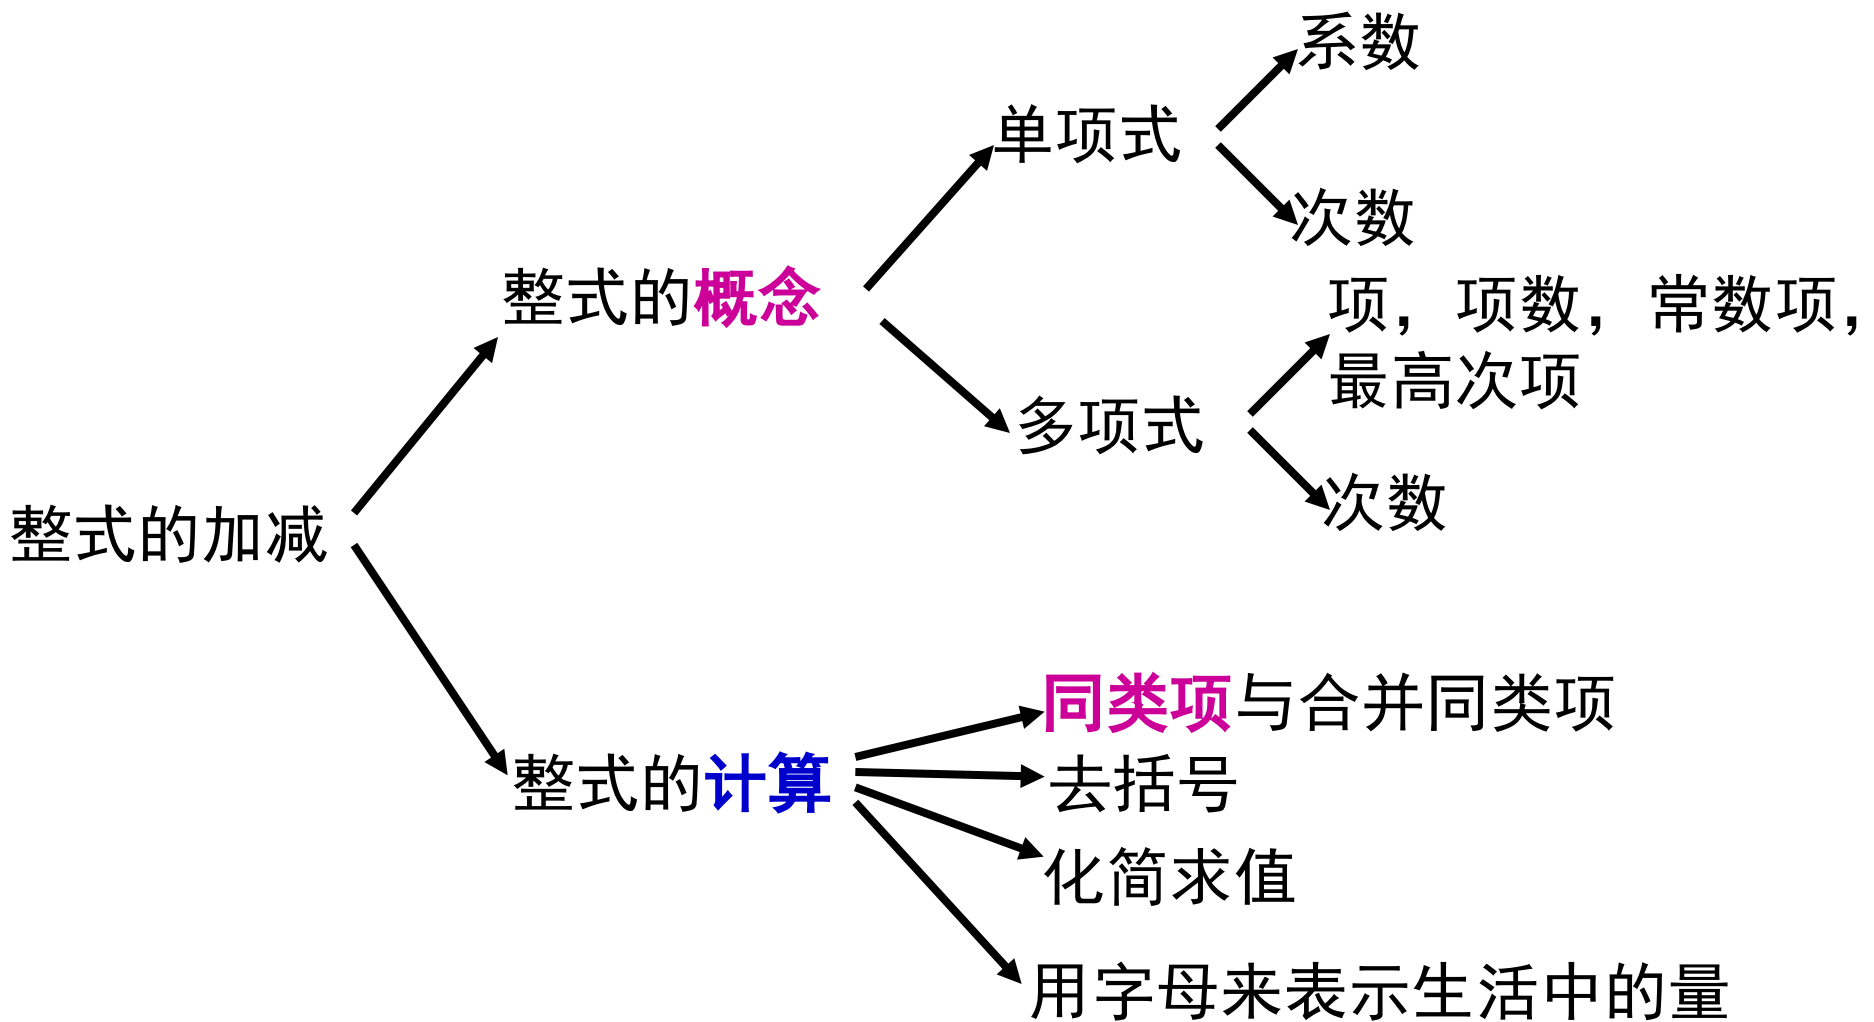 整式的加减
整式的概念
单项式
系数
次数
多项式
项，项数，常数项，
最高次项
次数
整式的计算
同类项与合并同类项
去括号
化简求值
用字母来表示生活中的量